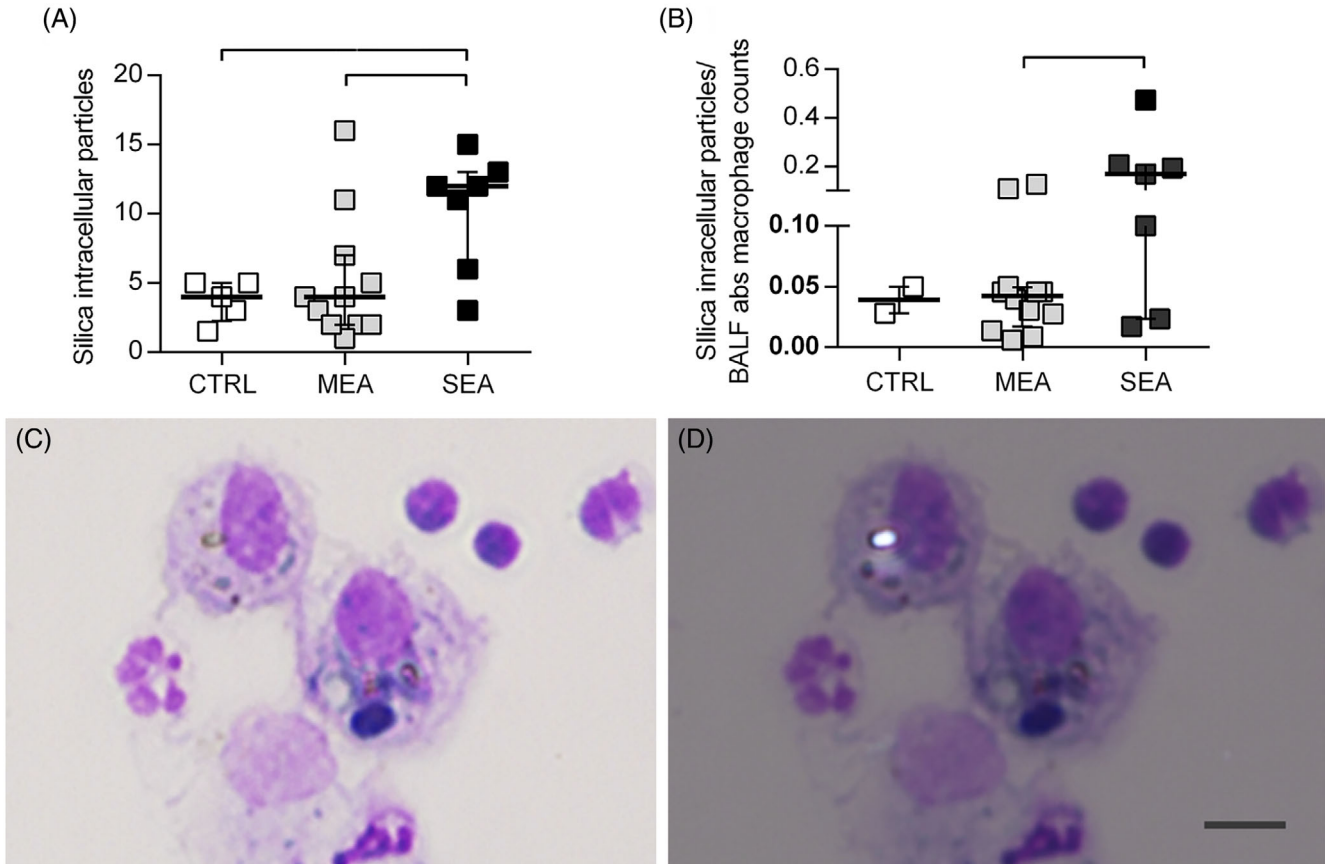 (A)
Silica intracellular particles
20
15
10
5
0
CTRL MEA SEA
(B)
SIlica inracellular particles/
BALF abs macrophage counts
0.6
0.4
0.2
0.10
0.05
0.00
CTRL MEA SEA
(C)
(D)